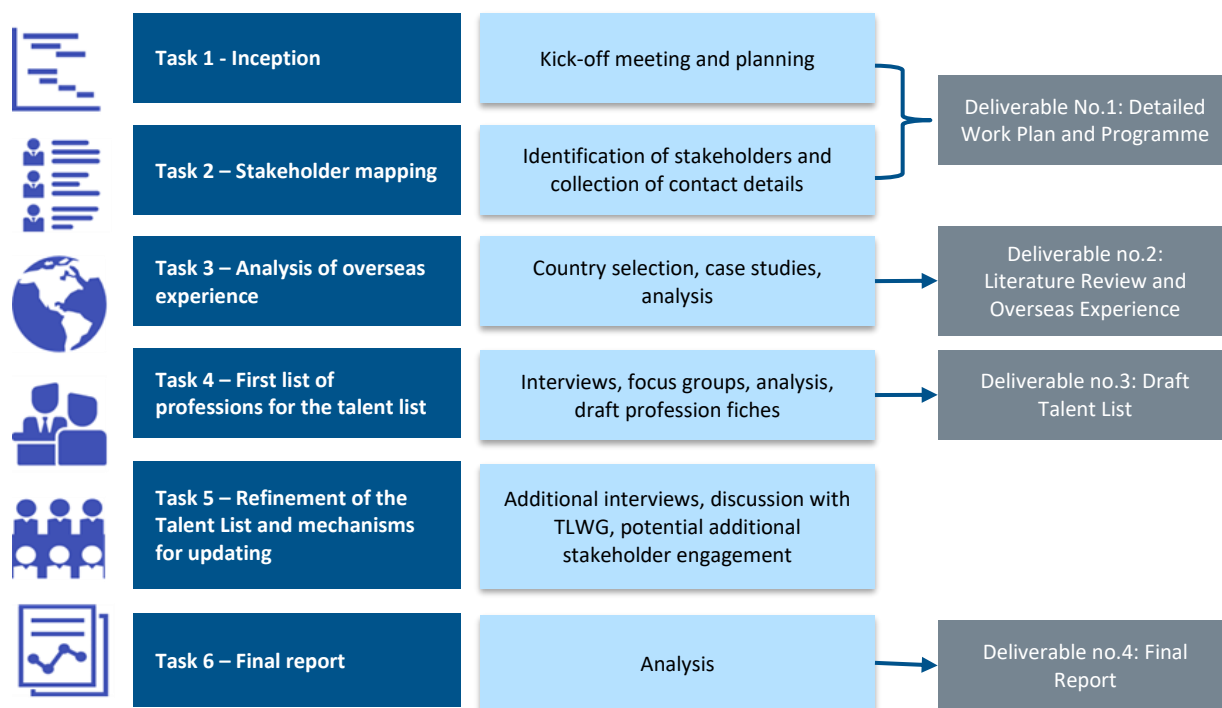 Task 1 - Inception
Kick-off meeting and planning
Deliverable No.1: Detailed
Work Plan and Programme
Task 2 – Stakeholder mapping
Identification of stakeholders and
collection of contact details
Task 3 – Analysis of overseas
experience
Country selection, case studies,
analysis
Deliverable no.2:
Literature Review and
Overseas Experience
Task 4 – First list of
professions for the talent list
Interviews, focus groups, analysis,
draft profession fiches
Deliverable no.3: Draft
Talent List
Task 5 – Refinement of the
Talent List and mechanisms
for updating
Additional interviews, discussion with
TLWG, potential additional
stakeholder engagement
Task 6 – Final report
Analysis
Deliverable no.4: Final
Report